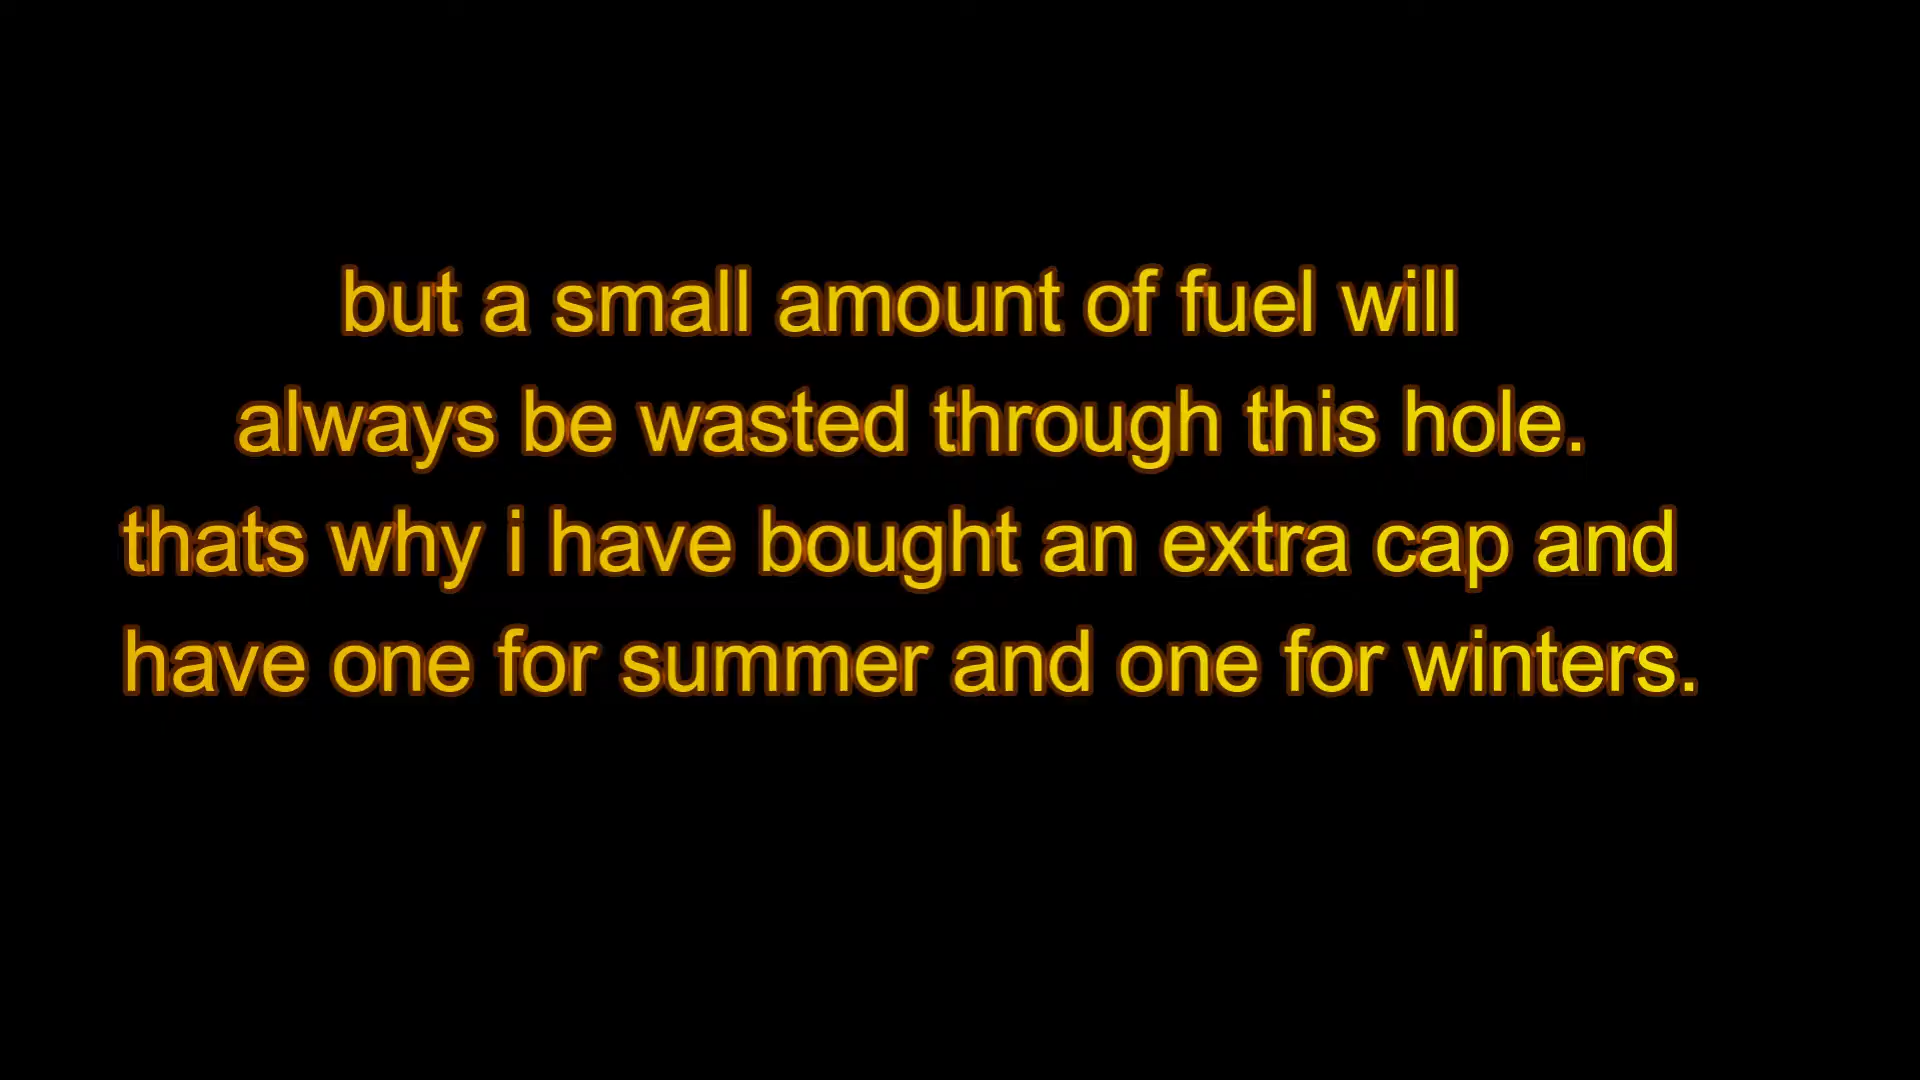 but a small amount of fuel will
always be wasted through this hole.
thats why i have bought an extra cap and
have one for summer and one for winters.